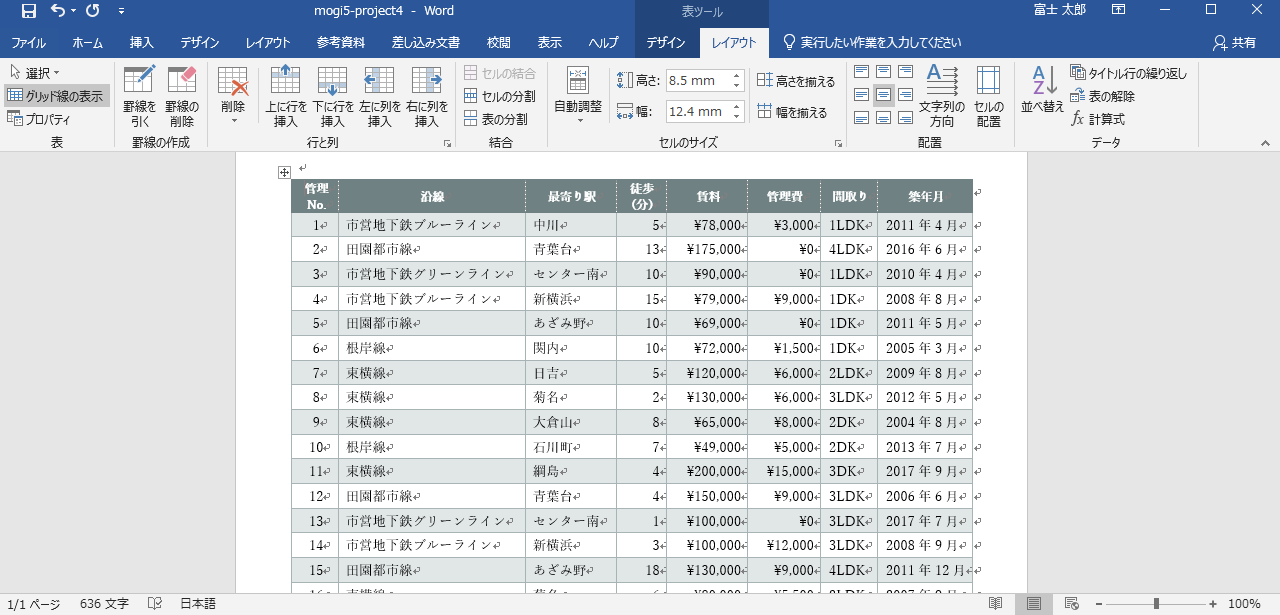 mogi5-project4 - Word
表ツール
富士 太郎
ファイル ホーム 挿入 デザイン レイアウト 参考資料 差し込み文書 校閲 表示 ヘルプ デザイン レイアウト 実行したい作業を入力してください 共有
選択
グリッド線の表示
プロパティ
表
罫線を引く
罫線の削除
罫線の作成
削除
上に行を挿入
下に行を挿入
左に列を挿入
右に列を挿入
行と列
セルの結合
セルの分割
表の分割
結合
自動調整
高さ: 8.5 mm
幅: 12.4 mm
高さを揃える
幅を揃える
セルのサイズ
文字列の方向
セルの配置
配置
並べ替え
タイトル行の繰り返し
表の解除
計算式
データ
管理No. 沿線 最寄り駅 徒歩(分) 賃料 管理費 間取り 築年月
1 市営地下鉄ブルーライン 中川 5 ¥78,000 ¥3,000 1LDK 2011 年 4 月
2 田園都市線 青葉台 13 ¥175,000 ¥0 4LDK 2016 年 6 月
3 市営地下鉄グリーンライン センター南 10 ¥90,000 ¥0 1LDK 2010 年 4 月
4 市営地下鉄ブルーライン 新横浜 15 ¥79,000 ¥9,000 1DK 2008 年 8 月
5 田園都市線 あざみ野 10 ¥69,000 ¥0 1DK 2011 年 5 月
6 根岸線 関内 10 ¥72,000 ¥1,500 1DK 2005 年 3 月
7 東横線 日吉 5 ¥120,000 ¥6,000 2LDK 2009 年 8 月
8 東横線 菊名 2 ¥130,000 ¥6,000 3LDK 2012 年 5 月
9 東横線 大倉山 8 ¥65,000 ¥8,000 2DK 2004 年 8 月
10 根岸線 石川町 7 ¥49,000 ¥5,000 2DK 2013 年 7 月
11 東横線 綱島 4 ¥200,000 ¥15,000 3DK 2017 年 9 月
12 田園都市線 青葉台 4 ¥150,000 ¥9,000 3LDK 2006 年 6 月
13 市営地下鉄グリーンライン センター南 1 ¥100,000 ¥0 3LDK 2017 年 7 月
14 市営地下鉄ブルーライン 新横浜 3 ¥100,000 ¥12,000 3LDK 2008 年 9 月
15 田園都市線 あざみ野 18 ¥130,000 ¥9,000 4LDK 2011 年 12 月
1/1 ページ 636 文字 日本語 100%